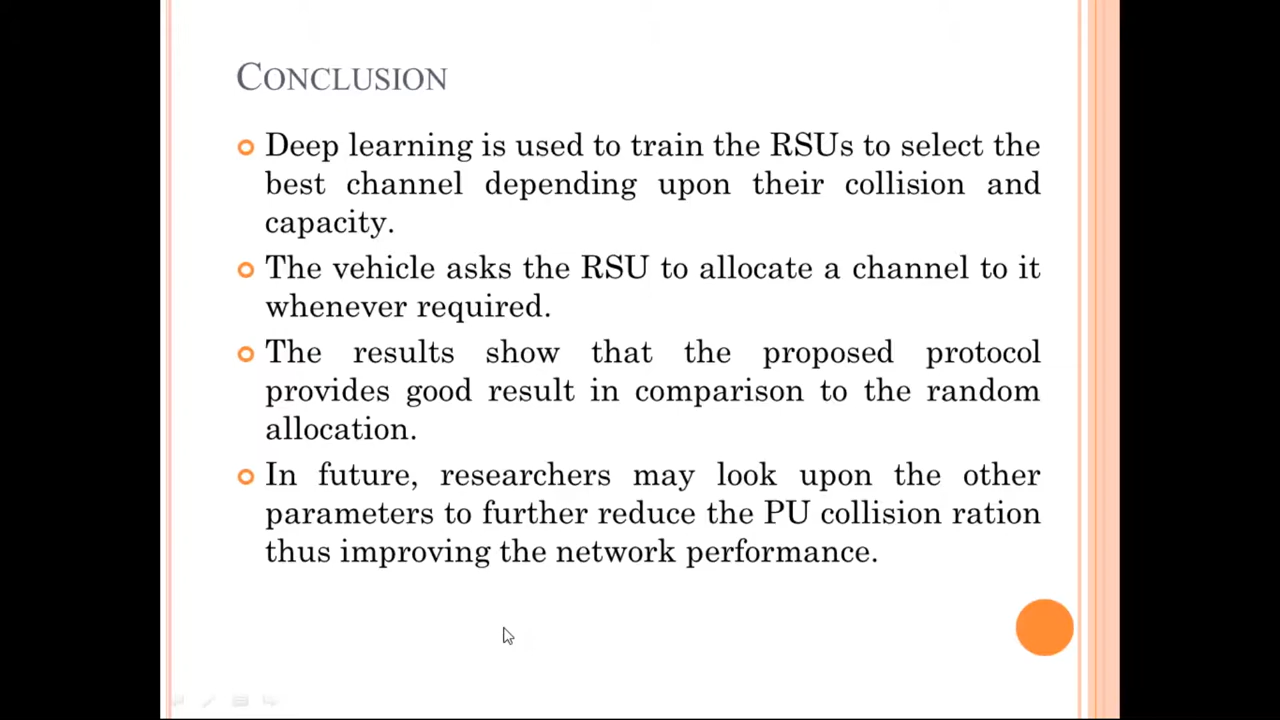 CONCLUSION
Deep learning is used to train the RSUs to select the
best channel depending upon their collision and
capacity.
The vehicle asks the RSU to allocate a channel to it
whenever required.
The results show that the proposed protocol
provides good result in comparison to the random
allocation.
In future, researchers may look upon the other
parameters to further reduce the PU collision ration
thus improving the network performance.